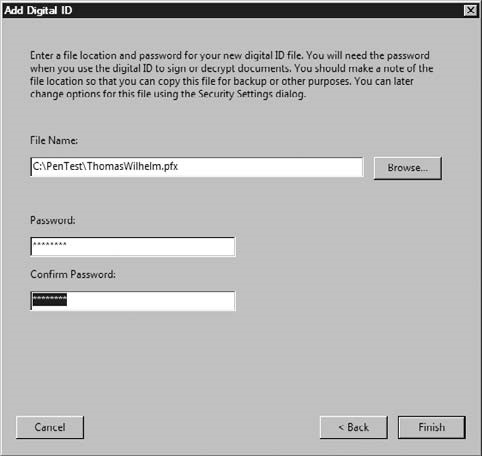 Add Digital ID
Enter a file location and password for your new digital ID file. You will need the password
when you use the digital ID to sign or decrypt documents. You should make a note of the
file location so that you can copy this file for backup or other purposes. You can later
change options for this file using the Security Settings dialog.
File Name:
C:\PenTest\ThomasWilhelm.pfx
Browse...
Password:
********
Confirm Password:
********
Cancel
< Back
Finish